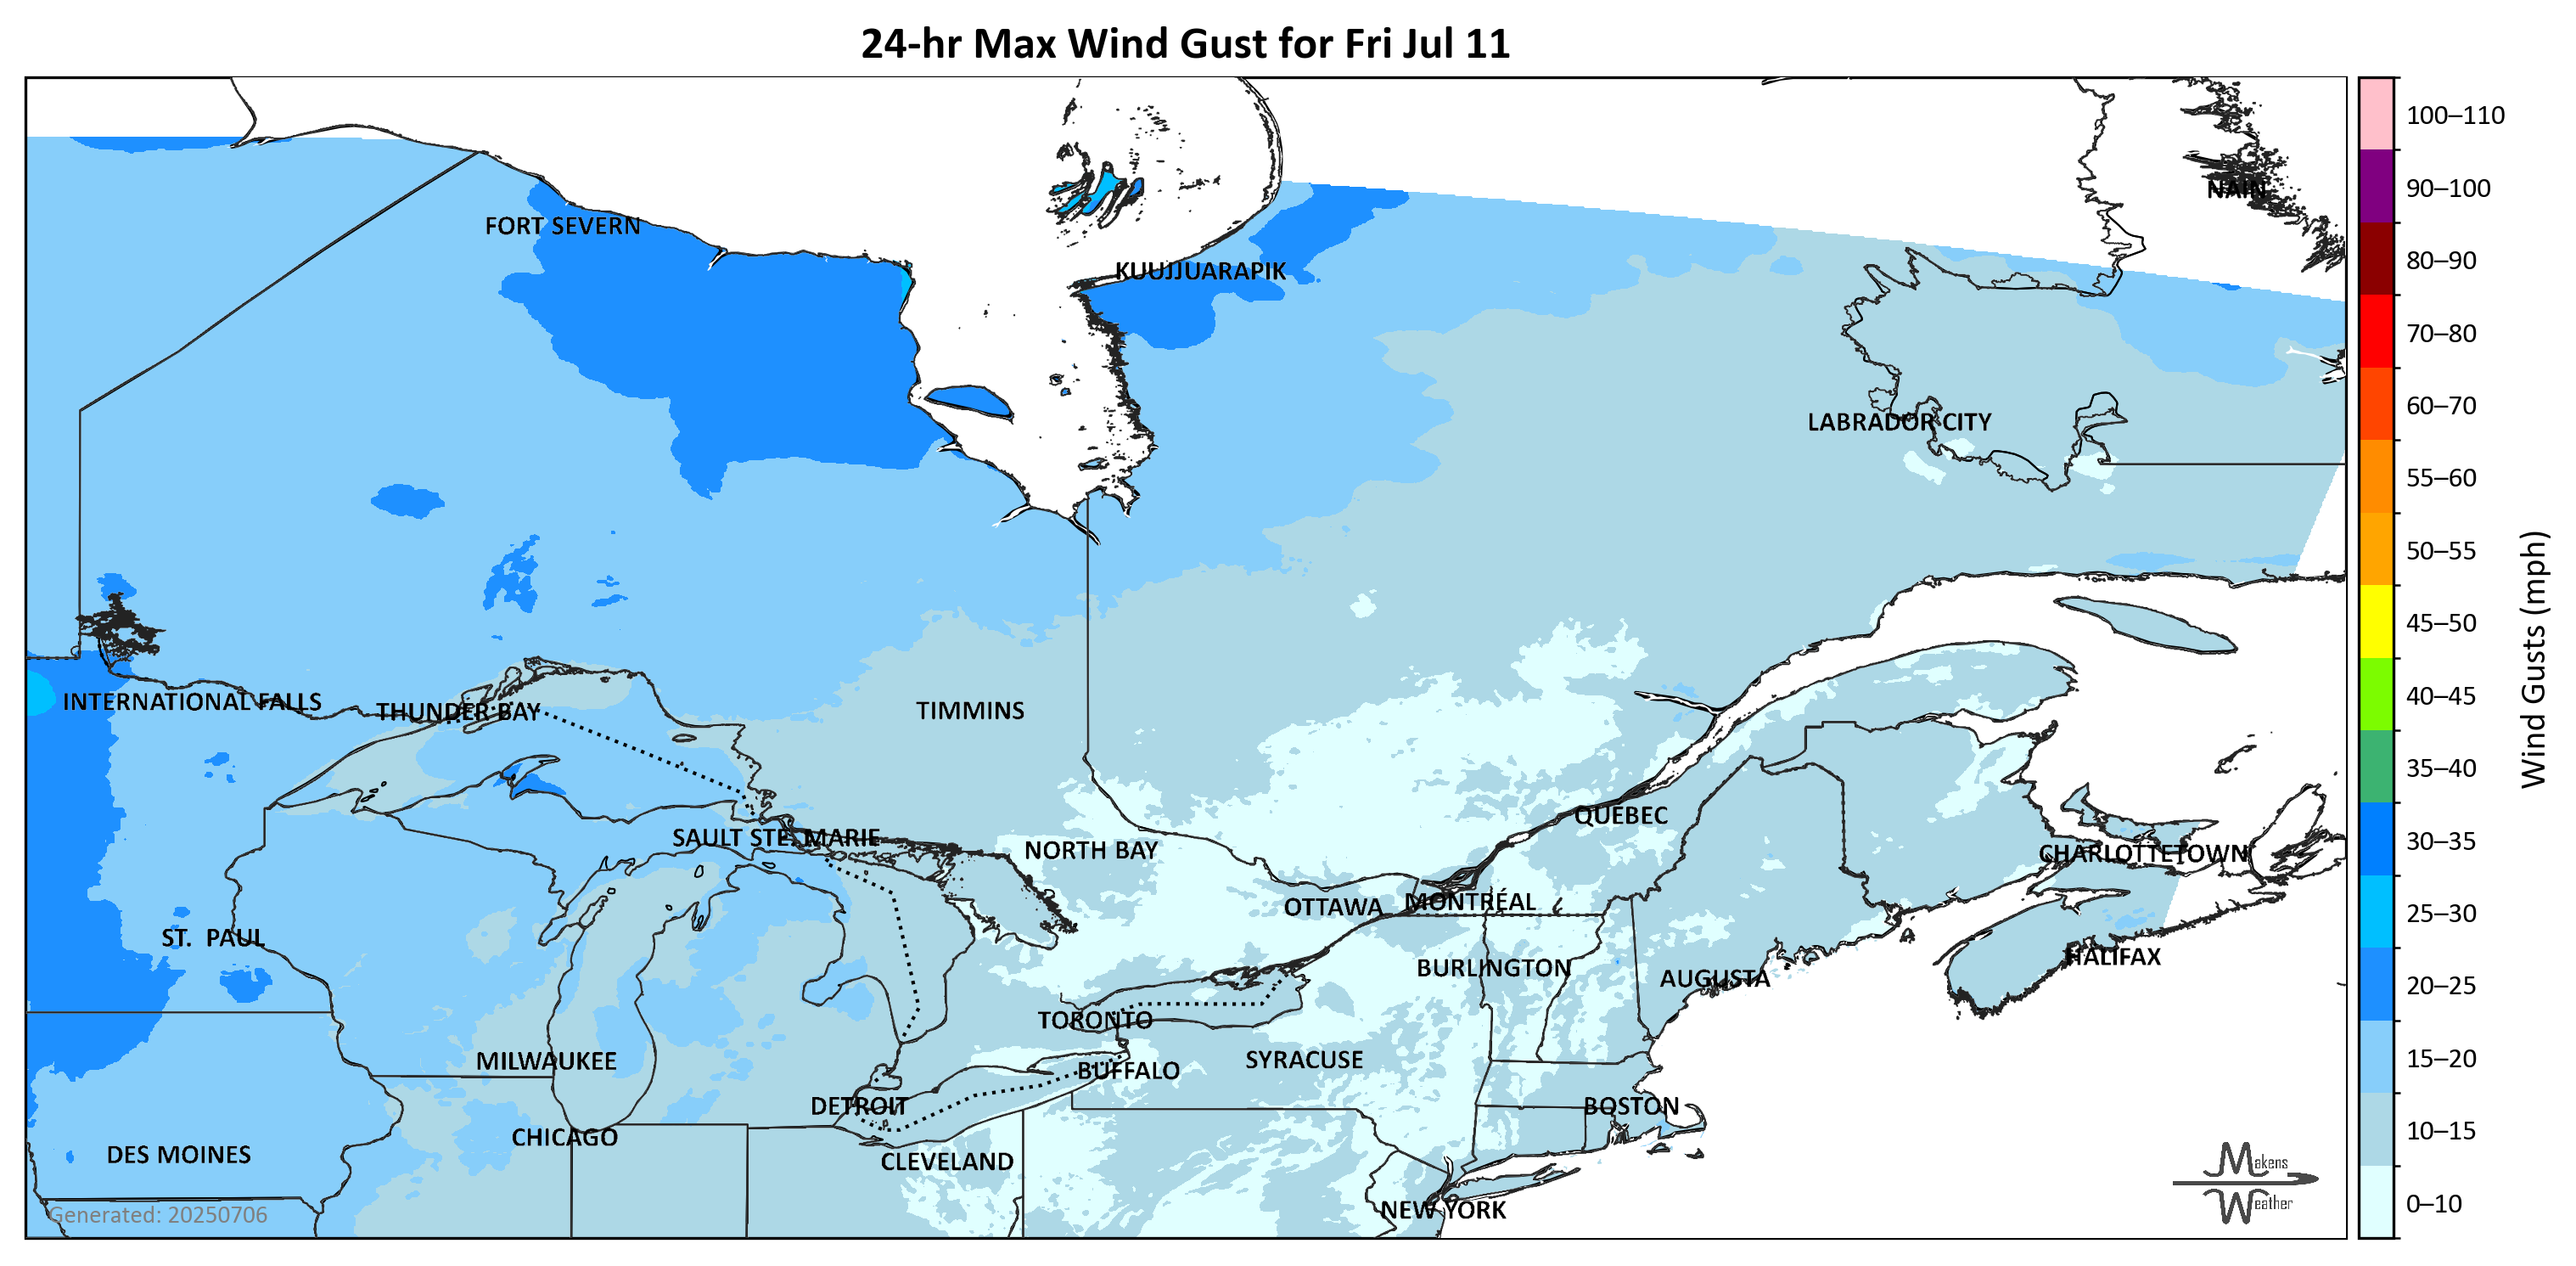 24-hr Max Wind Gust for Fri Jul 11
100–110
90–100
NAIN
FORT SEVERN
80–90
KUUJJUARAPIK
70–80
60–70
LABRADOR CITY
55–60
50–55
Wind Gusts (mph)
45–50
40–45
INTERNATIONAL FALLS
THUNDER BAY
TIMMINS
35–40
QUEBEC
SAULT STE. MARIE
30–35
NORTH BAY
CHARLOTTETOWN
OTTAWA
MONTRÉAL
25–30
ST. PAUL
HALIFAX
BURLINGTON
AUGUSTA
20–25
TORONTO
MILWAUKEE
SYRACUSE
15–20
BUFFALO
DETROIT
BOSTON
CHICAGO
10–15
DES MOINES
CLEVELAND
Makens
Weather
NEW YORK
0–10
Generated: 20250706